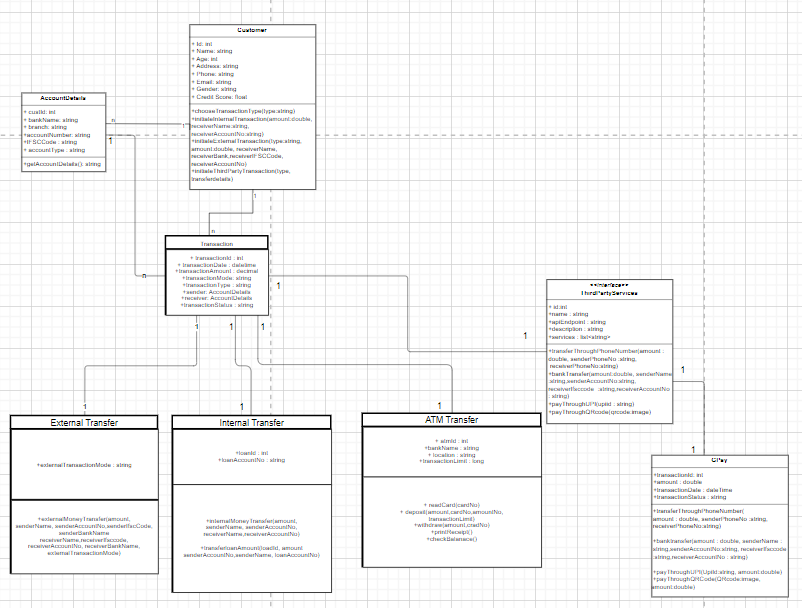 Customer
+ Id: int
+ Name: string
+ Age: int
+ Address: string
+ Phone: string
+ Email: string
+ Gender: string
+ Credit Score: float
+chooseTransactionType(type:string)
+initiateInternalTransaction(amount:double,
receiverName:string,
receiverAccountNo:string)
+initiateExternalTransaction(type:string,
amount:double, receiverName,
receiverBank,receiverIFSCCode,
receiverAccountNo)
+initiateThirdPartyTransaction(type,
transferdetails)
AccountDetails
+ custId: int
+ bankName: string
+ branch: string
+accountNumber: string
+IFSCCode : string
+ accountType : string
+getAccountDetails(): string
n
1
1
1
n
n
Transaction
+ transactionId : int
+ transactionDate : datetime
+transactionAmount : decimal
+transactionMode: string
+transactionType : string
+sender: AccountDetails
+receiver: AccountDetails
+transactionStatus : string
1
1
1
1
1
<<Interface>>
ThirdPartyServices
+ id:int
+name : string
+apiEndpoint : string
+description : string
+services : list<string>
+transferThroughPhoneNumber(amount :
double, senderPhoneNo :string,
receiverPhoneNo:string)
+bankTransfer(amount:double, senderName
:string,senderAccountNo:string,
receiverIfsccode :string,receiverAccountNo
: string)
+payThroughUPI(upiId : string)
+payThroughQRcode(qrcode:image)
1
1
1
1
1
External Transfer
+externalTransactionMode : string
+externalMoneyTransfer(amount,
senderName, senderAccountNo,senderIfscCode,
senderBankName
receiverName,receiverIfsccode,
receiverAccountNo, receiverBankName,
externalTransactionMode)
Internal Transfer
+loanId : int
+loanAccountNo : string
+internalMoneyTransfer(amount,
senderName, senderAccountNo,
receiverName,receiverAccountNo)
+transferloanAmount(loatId, amount
senderAccountNo,senderName, loanAccountNo)
ATM Transfer
+ atmId : int
+bankName : string
+ location : string
+transactionLimit : long
+ readCard(cardNo)
+ deposit(amount,cardNo,amountNo,
transactionLimit)
+withdraw(amount,cradNo)
+printReceipt()
+checkBalanace()
GPay
+transactionId: int
+amount : double
+transactionDate : dateTime
+transactionStatus : string
+transferThroughPhoneNumber(
amount : double, senderPhoneNo :string,
receiverPhoneNo:string)
+banktransfer(amount:double, senderName :
string,senderAccountNo:string, receiverIfsccode
:string,receiverAccountNo : string)
+payThroughUPI(UpiId:string, amount:double)
+payThroughQRCode(QRcode:image,
amount:double)